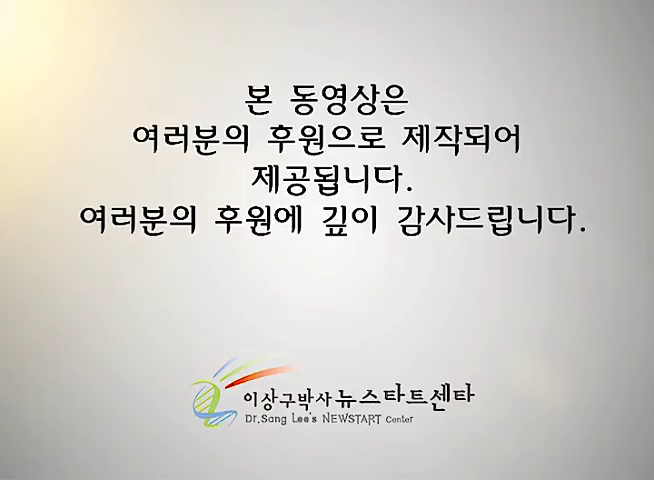 본 동영상은
여러분의 후원으로 제작되어
제공됩니다.
여러분의 후원에 깊이 감사드립니다.
이상구박사 뉴스타트센타
Dr.Sang Lee's NEWSTART Center